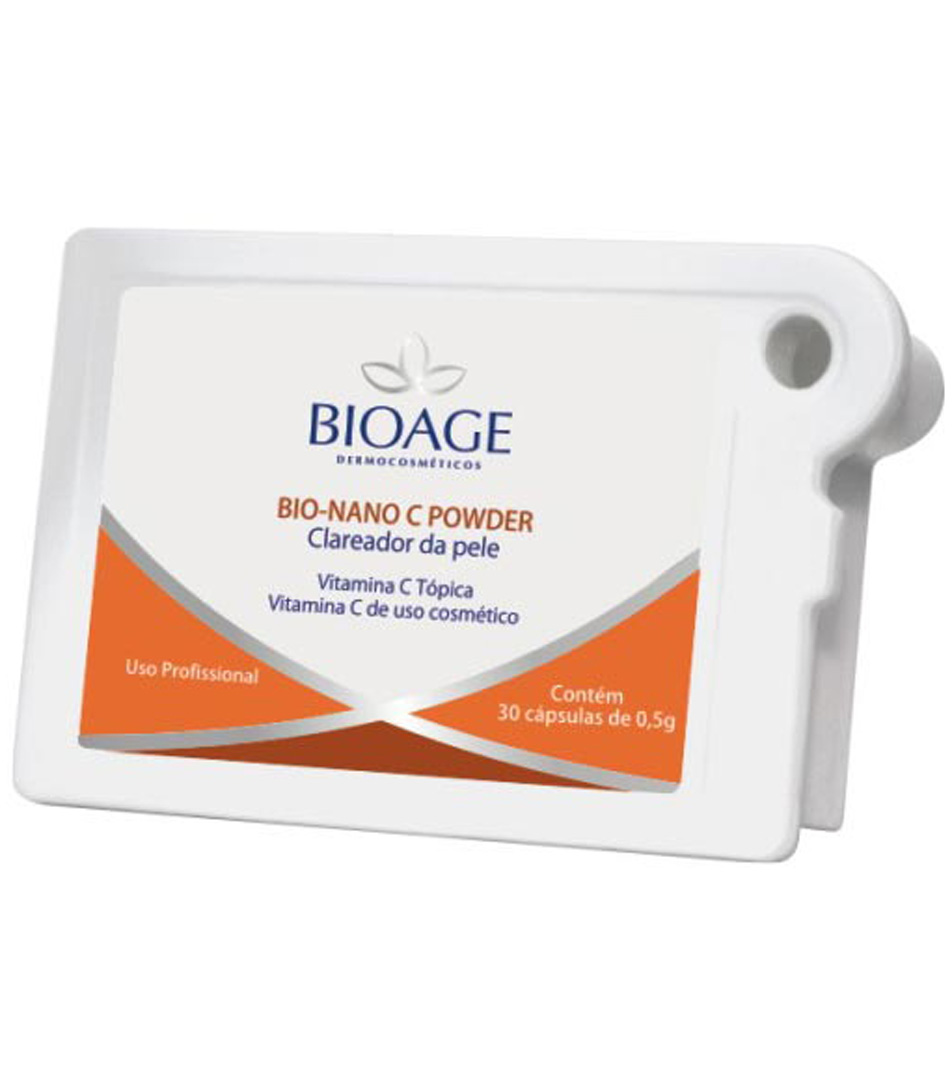 BIOAGE
DERMOCOSMÉTICOS
BIO-NANO C POWDER
Clareador da pele
Vitamina C Tópica
Vitamina C de uso cosmético
Uso Profissional
Contém
30 cápsulas de 0,5g